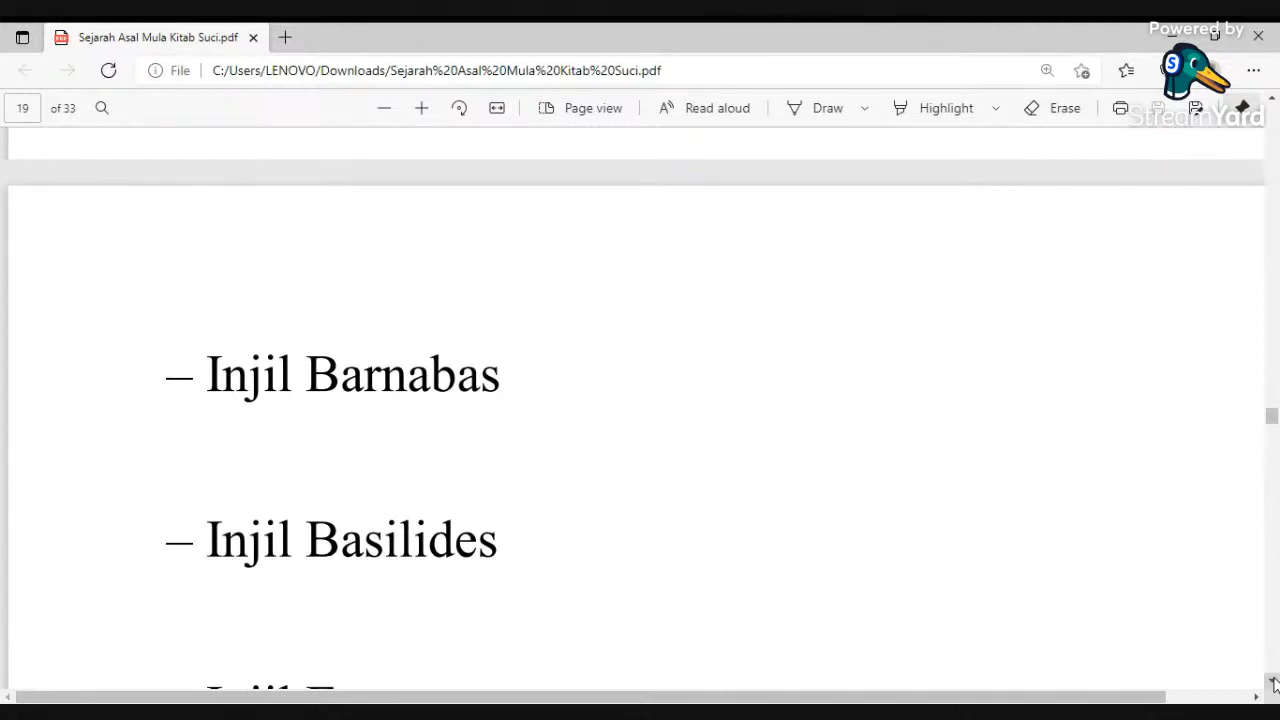 Powered by
Sejarah Asal Mula Kitab Suci.pdf
File C:/Users/LENOVO/Downloads/Sejarah%20Asal%20Mula%20Kitab%20Suci.pdf
19 of 33 Page view Read aloud Draw Highlight Erase
StreamYard
– Injil Barnabas
– Injil Basilides